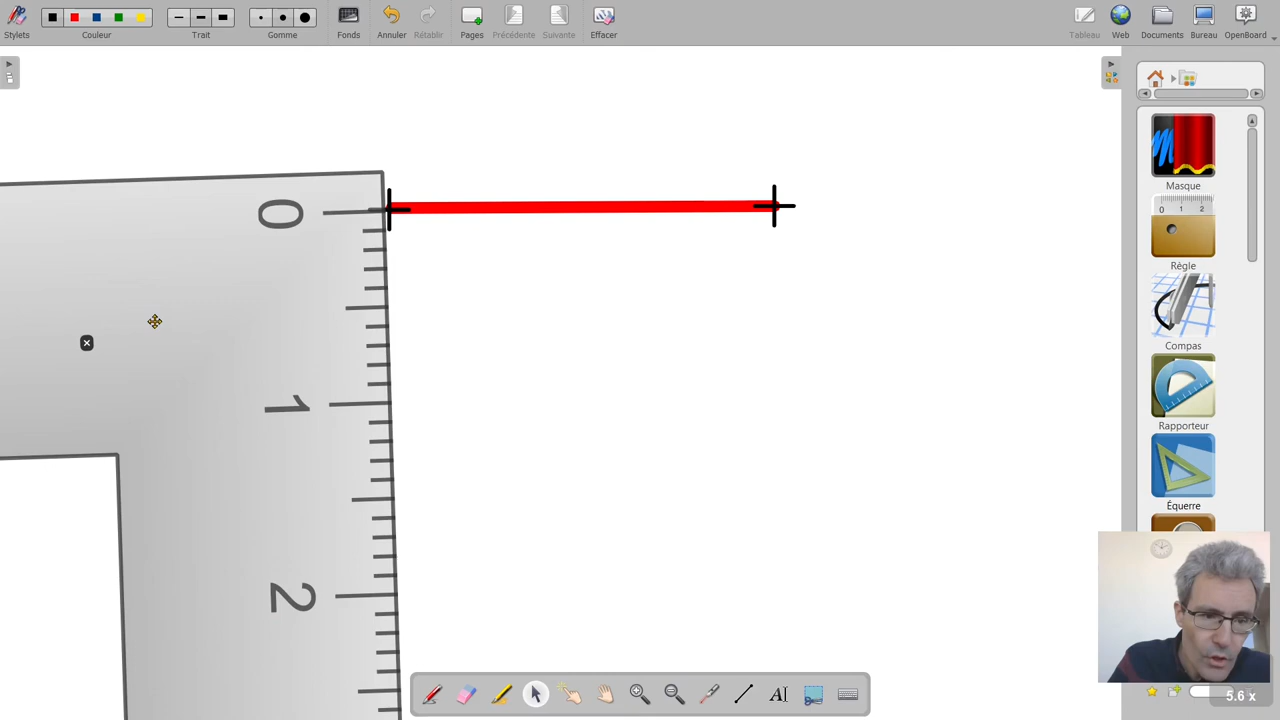 Stylets
Couleur
Trait
Gomme
Fonds
Annuler
Rétablir
Pages
Précédente
Suivante
Effacer
Tableau
Web
Documents
Bureau
OpenBoard
Masque
0 1 2
Règle
Compas
Rapporteur
Équerre
0
1
2
AI
5.6 x